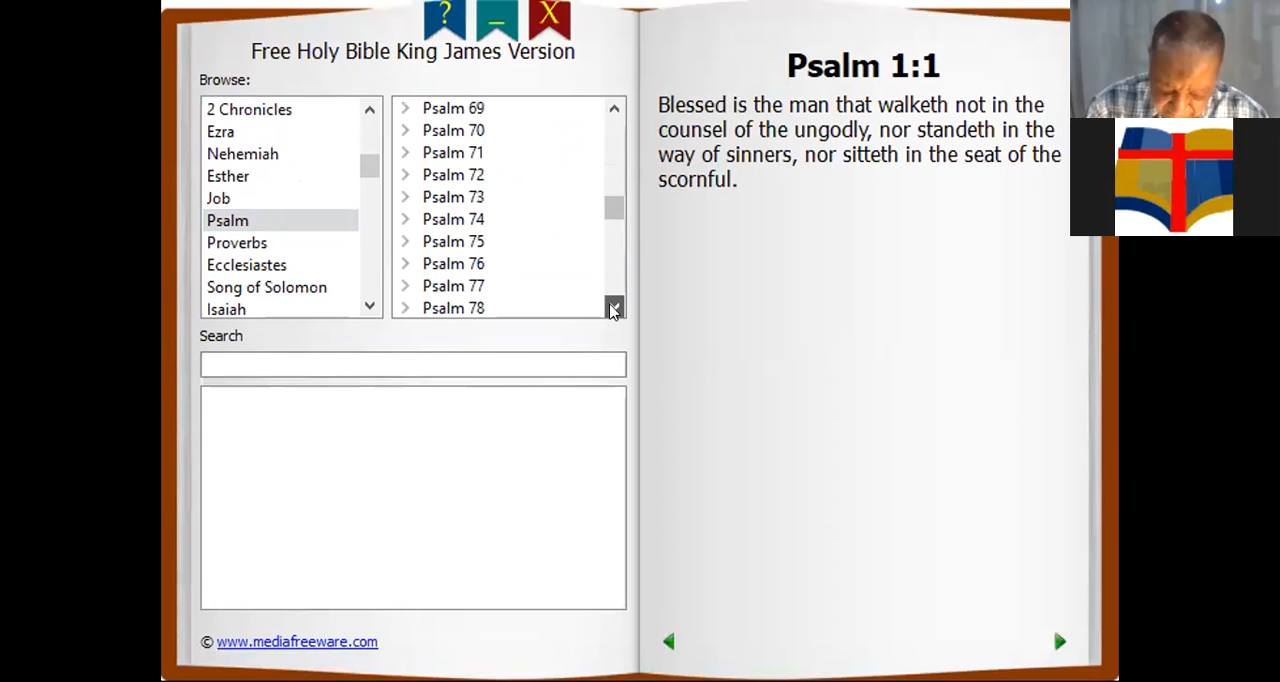 ? _ X
Free Holy Bible King James Version
Browse:
2 Chronicles
Ezra
Nehemiah
Esther
Job
Psalm
Proverbs
Ecclesiastes
Song of Solomon
Isaiah
Psalm 69
Psalm 70
Psalm 71
Psalm 72
Psalm 73
Psalm 74
Psalm 75
Psalm 76
Psalm 77
Psalm 78
Search
© www.mediafreeware.com
Psalm 1:1
Blessed is the man that walketh not in the
counsel of the ungodly, nor standeth in the
way of sinners, nor sitteth in the seat of the
scornful.